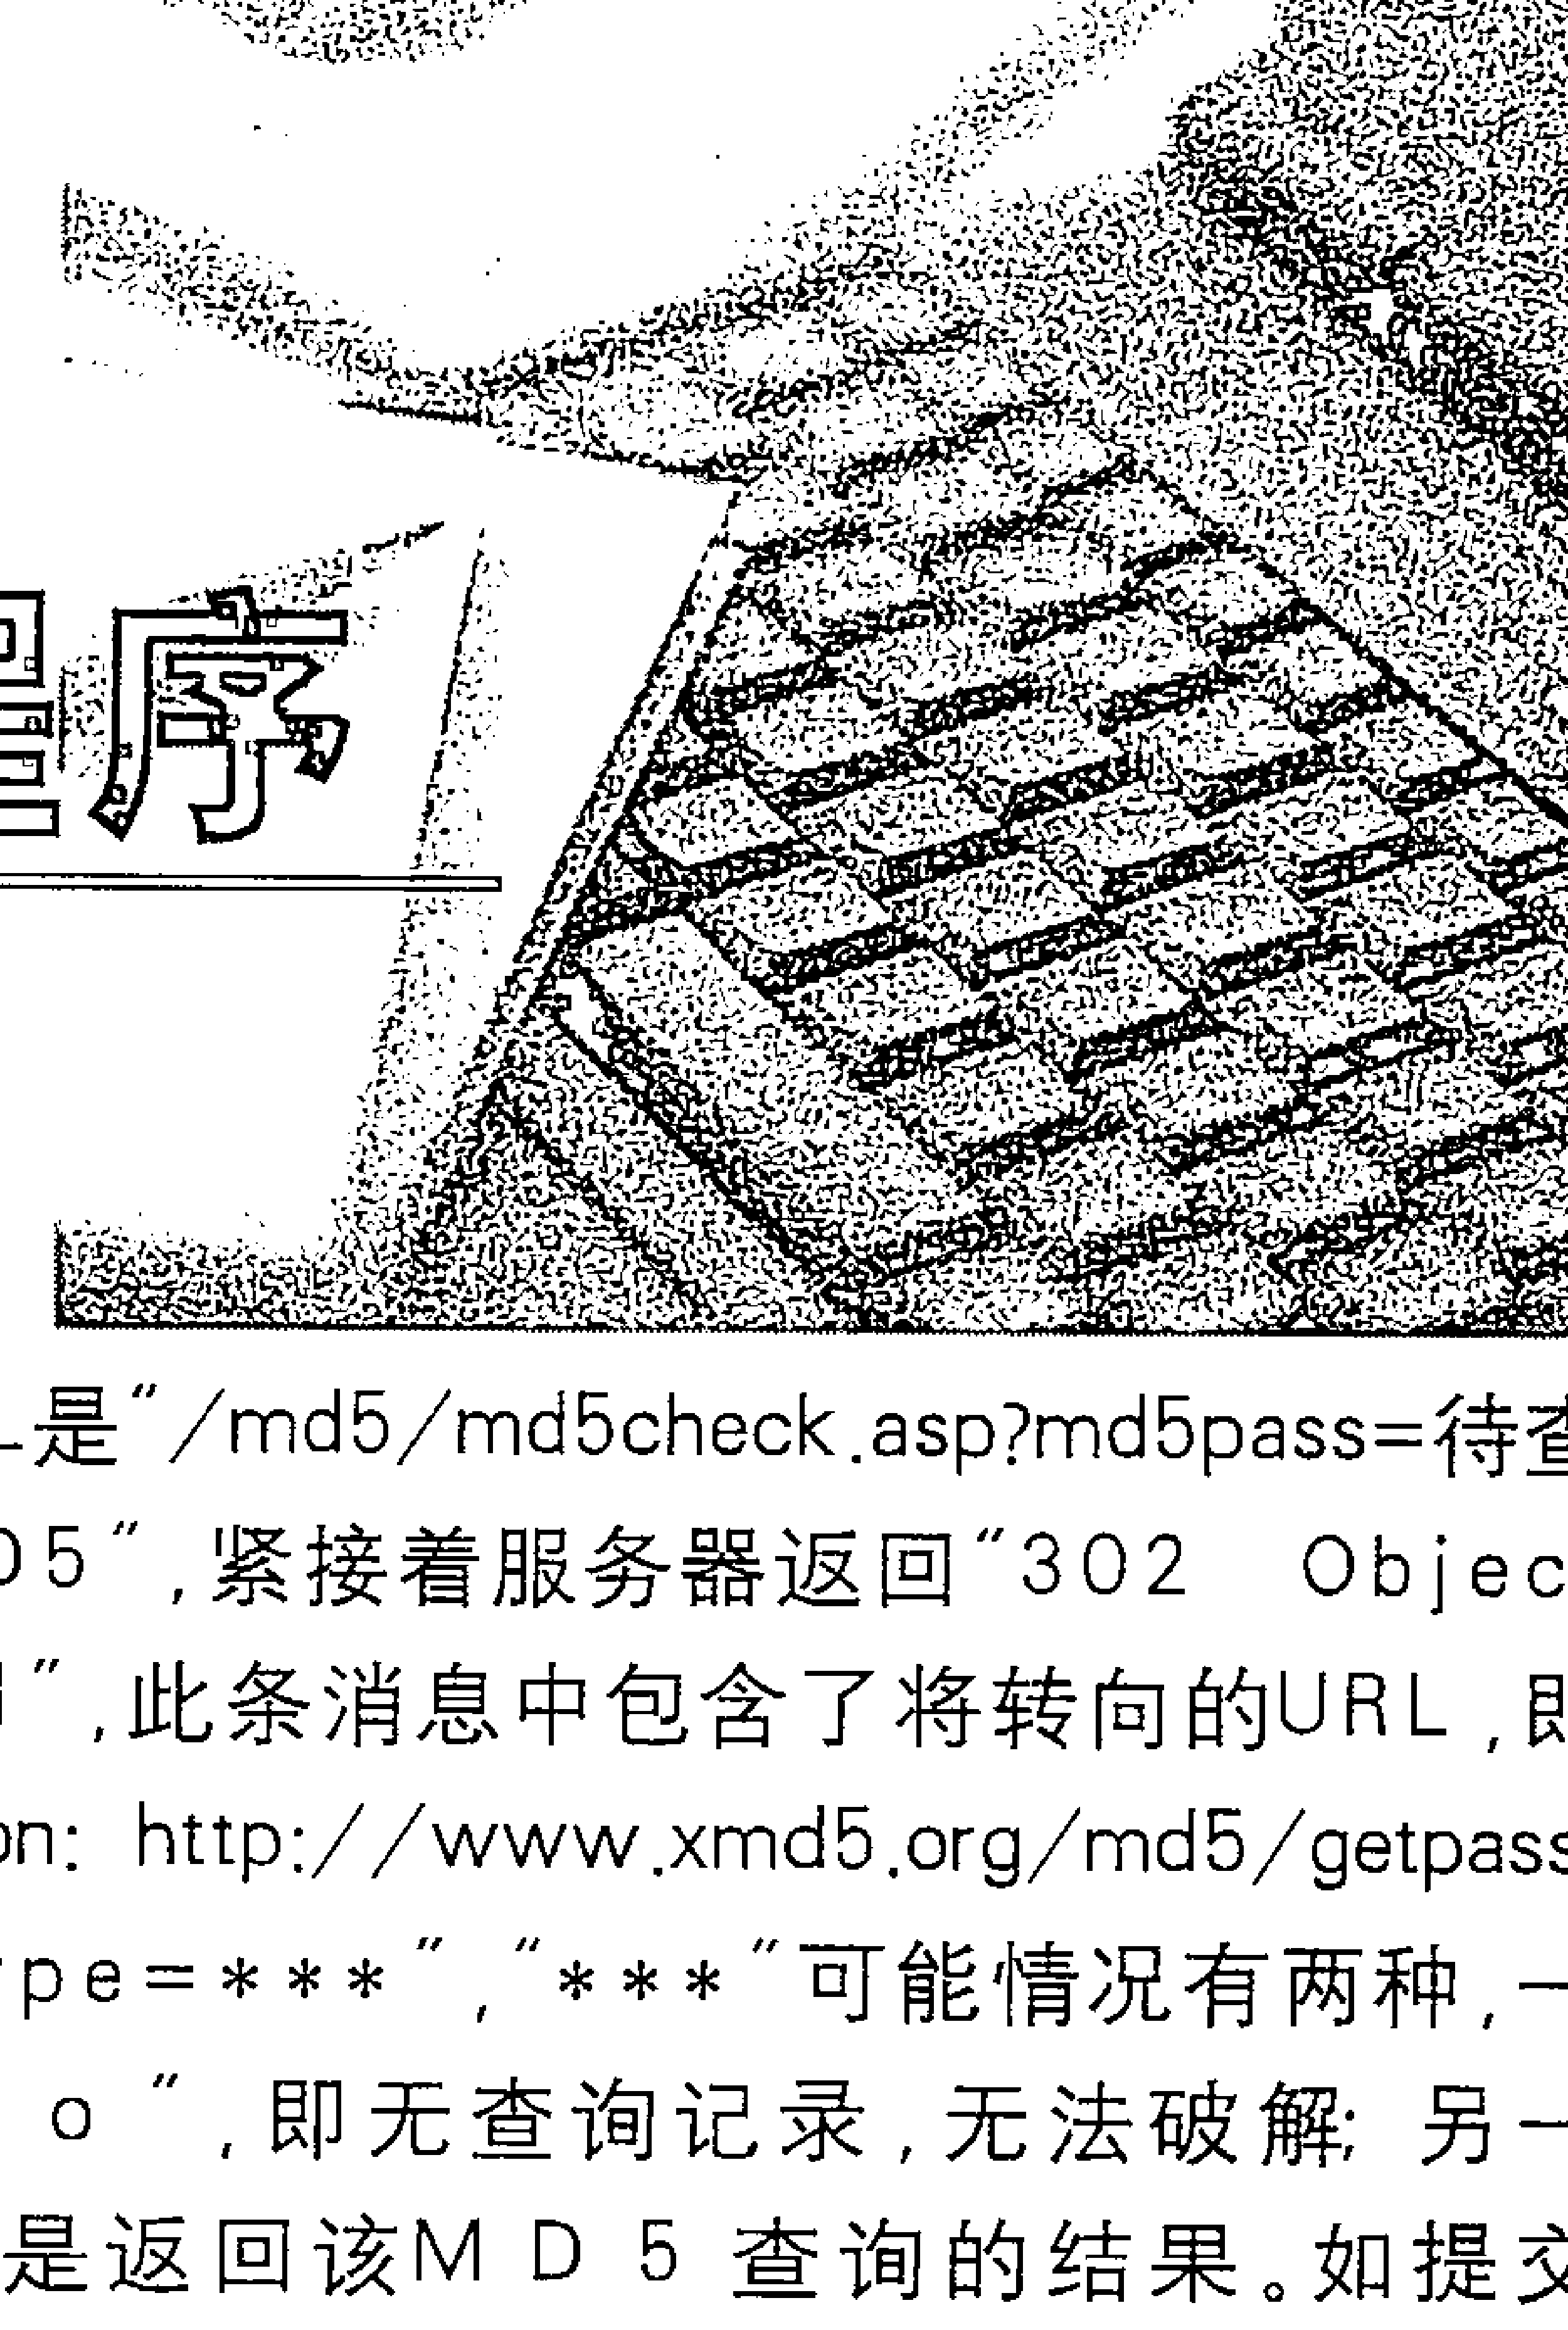 程序
是“/md5/md5check.asp?md5pass=待查
D5”,紧接着服务器返回“302 Objec
”,此条消息中包含了将转向的URL,即
on: http://www.xmd5.org/md5/getpass
pe=***”,“***”可能情况有两种,一
o”,即无查询记录,无法破解; 另一
是返回该MD5查询的结果。如提交